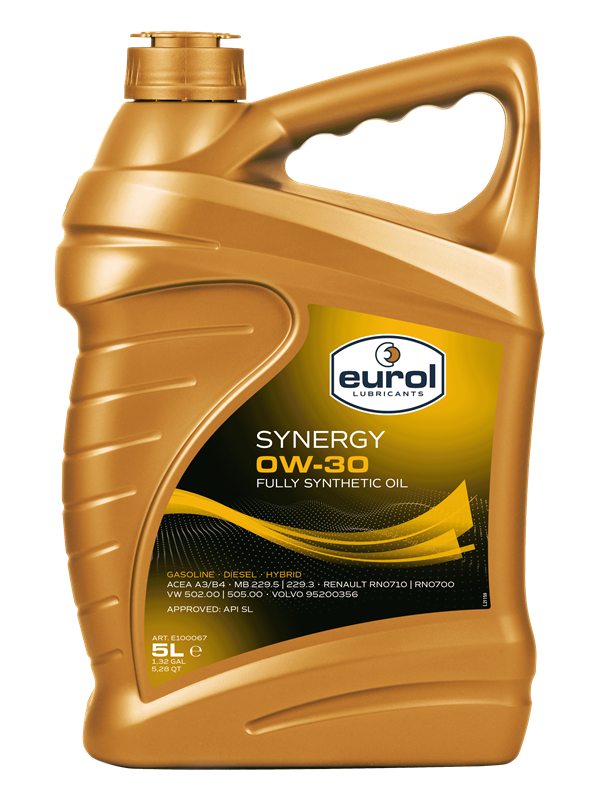 eurol
LUBRICANTS
SYNERGY
0W-30
FULLY SYNTHETIC OIL
GASOLINE · DIESEL · HYBRID
ACEA A3/B4 · MB 229.5 | 229.3 · RENAULT RN0710 | RN0700
VW 502.00 | 505.00 · VOLVO 95200356
APPROVED: API SL
ART. E100067
5L e
1,32 GAL
5,28 QT